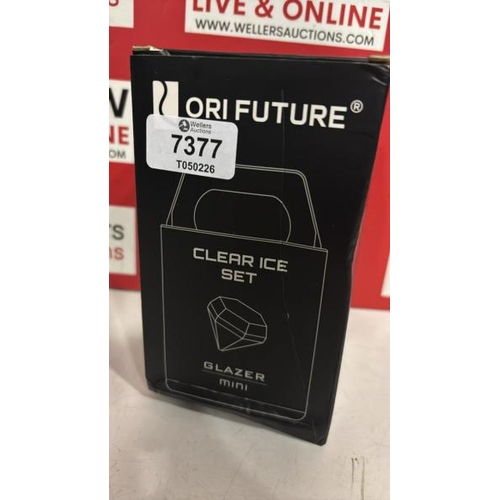 LIVE & ONLINE
WWW.WELLERSAUCTIONS.COM
ORI FUTURE®
Wellers
Auctions
7377
T050226
CLEAR ICE
SET
GLAZER
mini